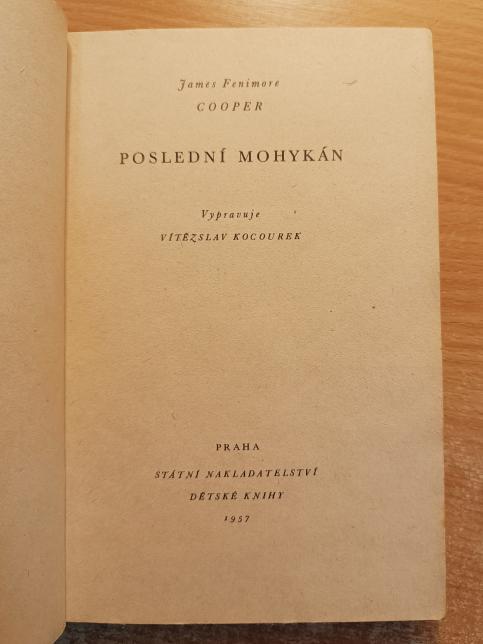 James Fenimore
COOPER
POSLEDNÍ MOHYKÁN
Vypravuje
VÍTĚZSLAV KOCOUREK
PRAHA
STÁTNÍ NAKLADATELSTVÍ
DĚTSKÉ KNIHY
1957